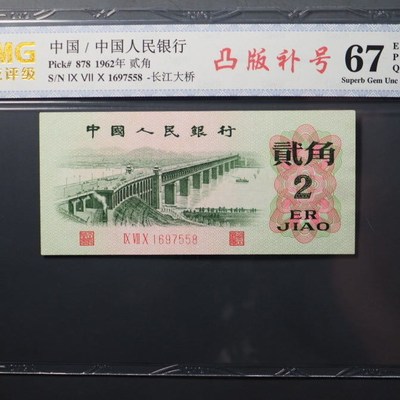 MG
评级
中国 / 中国人民银行
Pick# 878 1962年 贰角
S/N IX VII X 1697558 -长江大桥
凸版补号
67
E
P
Q
Superb Gem Unc
中國人民銀行
貳角
2
ER
JIAO
IX VII X 1697558